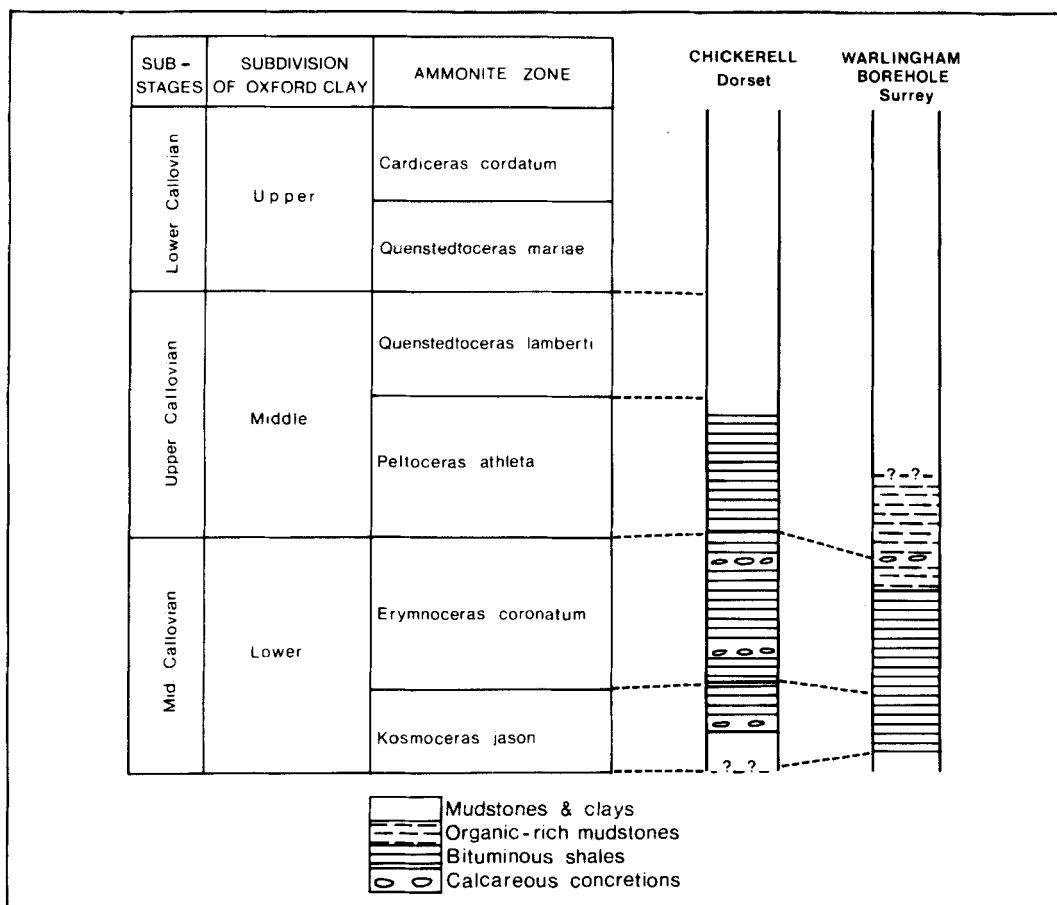 SUB-
STAGES
SUBDIVISION
OF OXFORD CLAY
AMMONITE ZONE
CHICKERELL
Dorset
WARLINGHAM
BOREHOLE
Surrey
Lower Callovian
Upper
Cardiceras cordatum
Quenstedtoceras mariae
Upper Callovian
Middle
Quenstedtoceras lamberti
Peltoceras athleta
Mid Callovian
Lower
Erymnoceras coronatum
Kosmoceras jason
? ?
? ?
Mudstones & clays
Organic-rich mudstones
Bituminous shales
Calcareous concretions